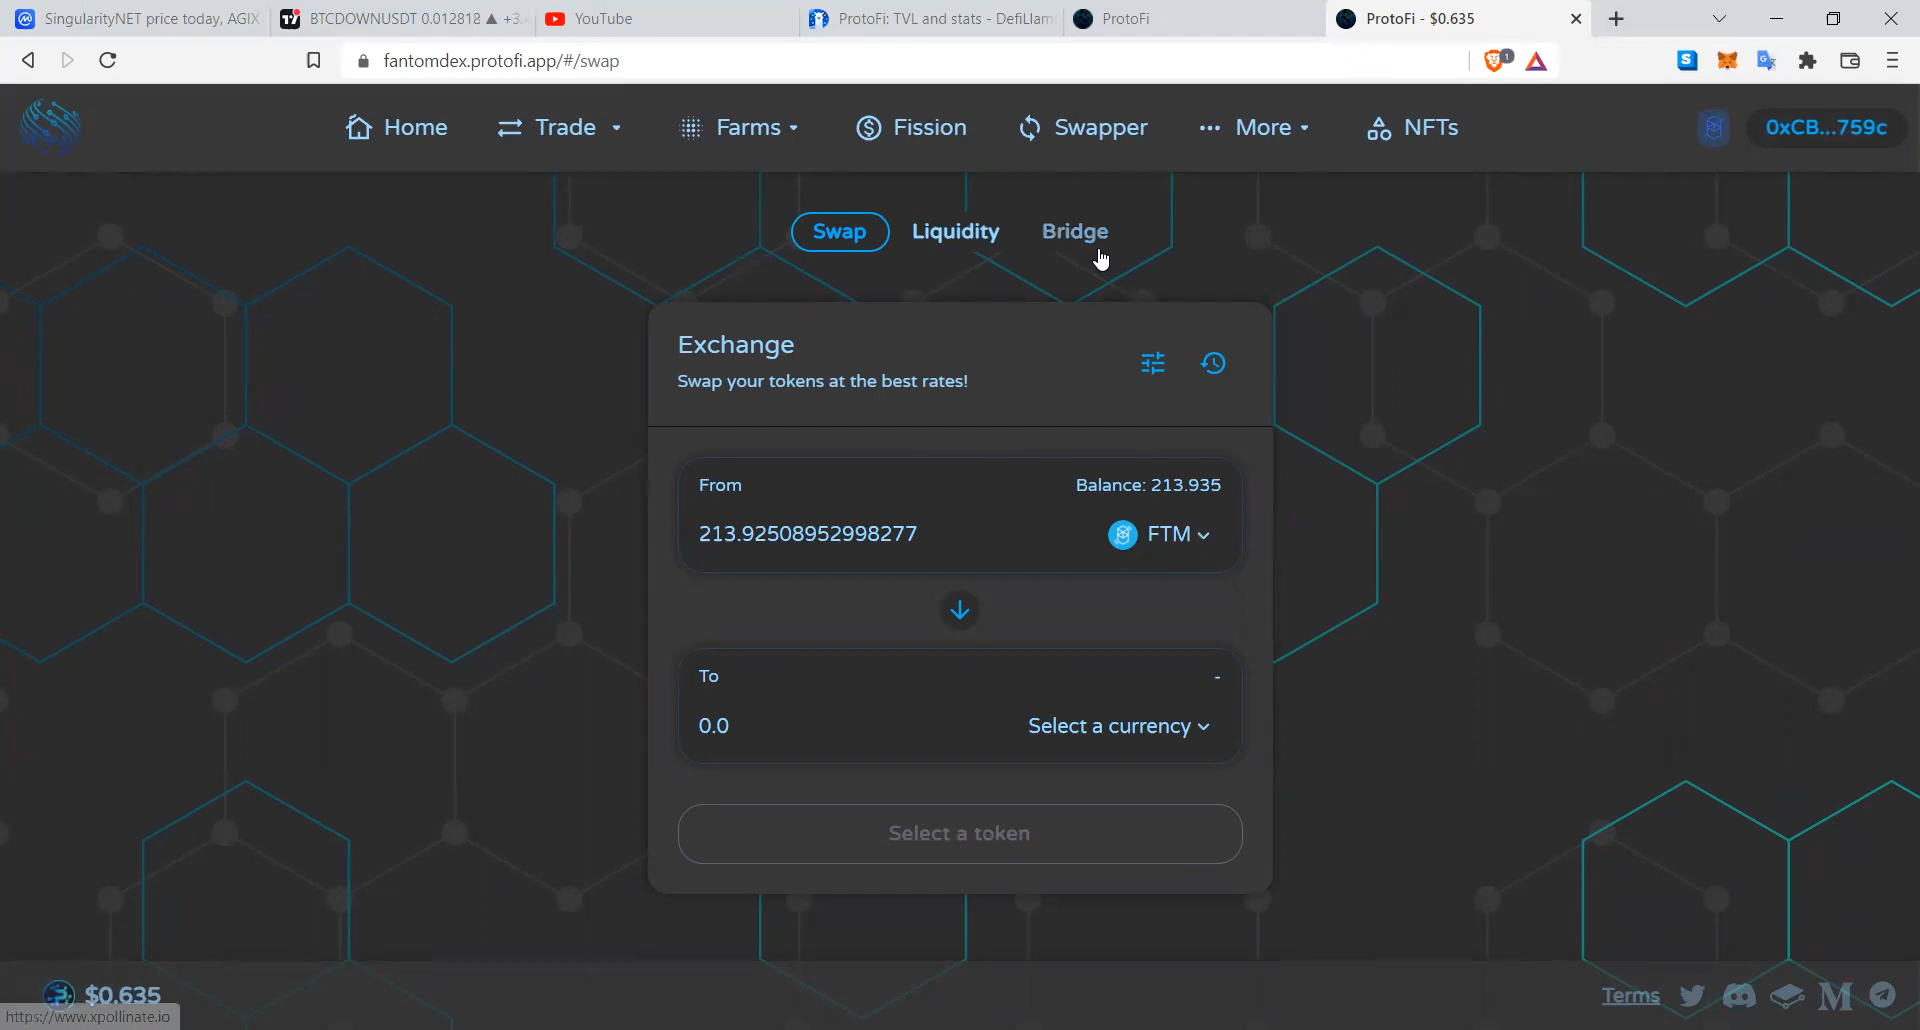 SingularityNET price today, AGIX
BTCDOWNUSDT 0.012818 ▲ +3.
YouTube
ProtoFi: TVL and stats - DefiLlam
ProtoFi
ProtoFi - $0.635
fantomdex.protofi.app/#/swap
1
S
Home
Trade
Farms
Fission
Swapper
More
NFTs
0xCB...759c
Swap
Liquidity
Bridge
Exchange
Swap your tokens at the best rates!
From
Balance: 213.935
213.92508952998277
FTM
To
-
0.0
Select a currency
Select a token
$0.635
Terms
https://www.xpollinate.io